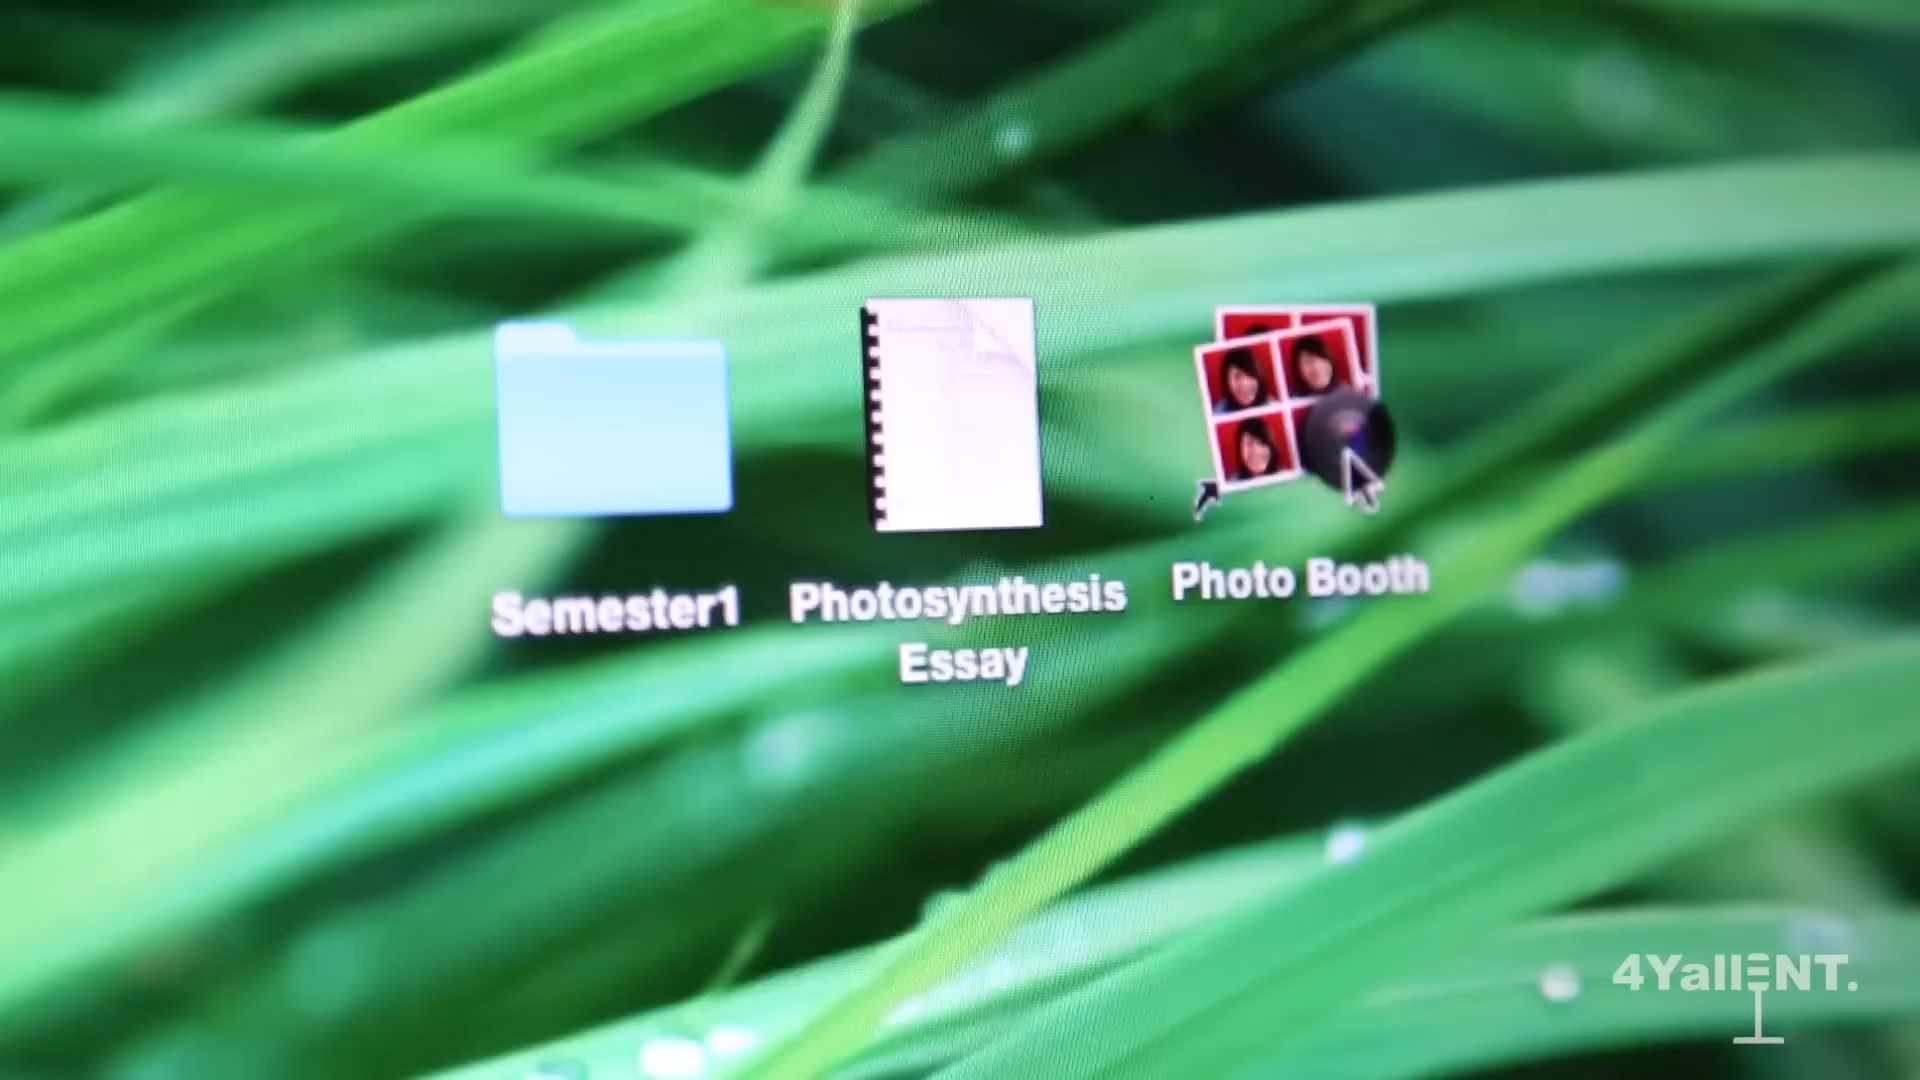 Semester1
Photosynthesis
Essay
Photo Booth
4YallENT.